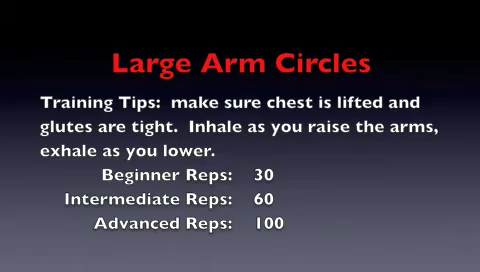 Large Arm Circles
Training Tips:  make sure chest is lifted and
glutes are tight.  Inhale as you raise the arms,
exhale as you lower.
Beginner Reps:    30
Intermediate Reps:    60
Advanced Reps:    100